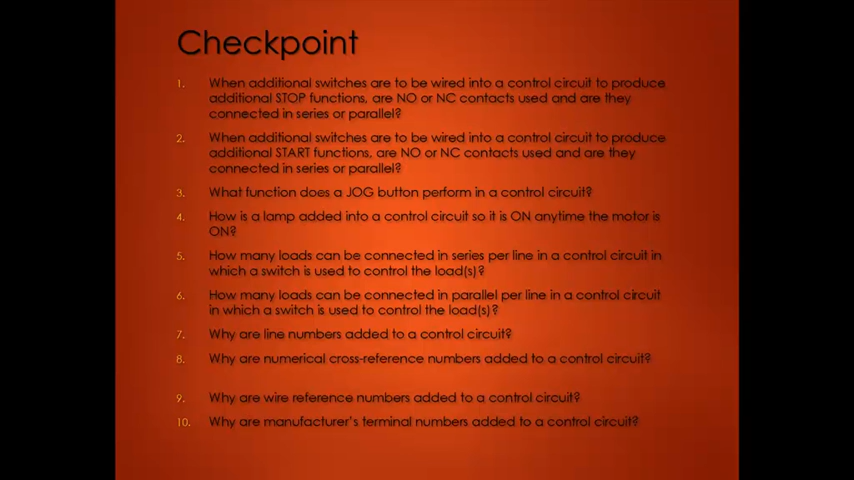 Checkpoint
1. When additional switches are to be wired into a control circuit to produce
additional STOP functions, are NO or NC contacts used and are they
connected in series or parallel?
2. When additional switches are to be wired into a control circuit to produce
additional START functions, are NO or NC contacts used and are they
connected in series or parallel?
3. What function does a JOG button perform in a control circuit?
4. How is a lamp added into a control circuit so it is ON anytime the motor is
ON?
5. How many loads can be connected in series per line in a control circuit in
which a switch is used to control the load(s)?
6. How many loads can be connected in parallel per line in a control circuit
in which a switch is used to control the load(s)?
7. Why are line numbers added to a control circuit?
8. Why are numerical cross-reference numbers added to a control circuit?
9. Why are wire reference numbers added to a control circuit?
10. Why are manufacturer's terminal numbers added to a control circuit?